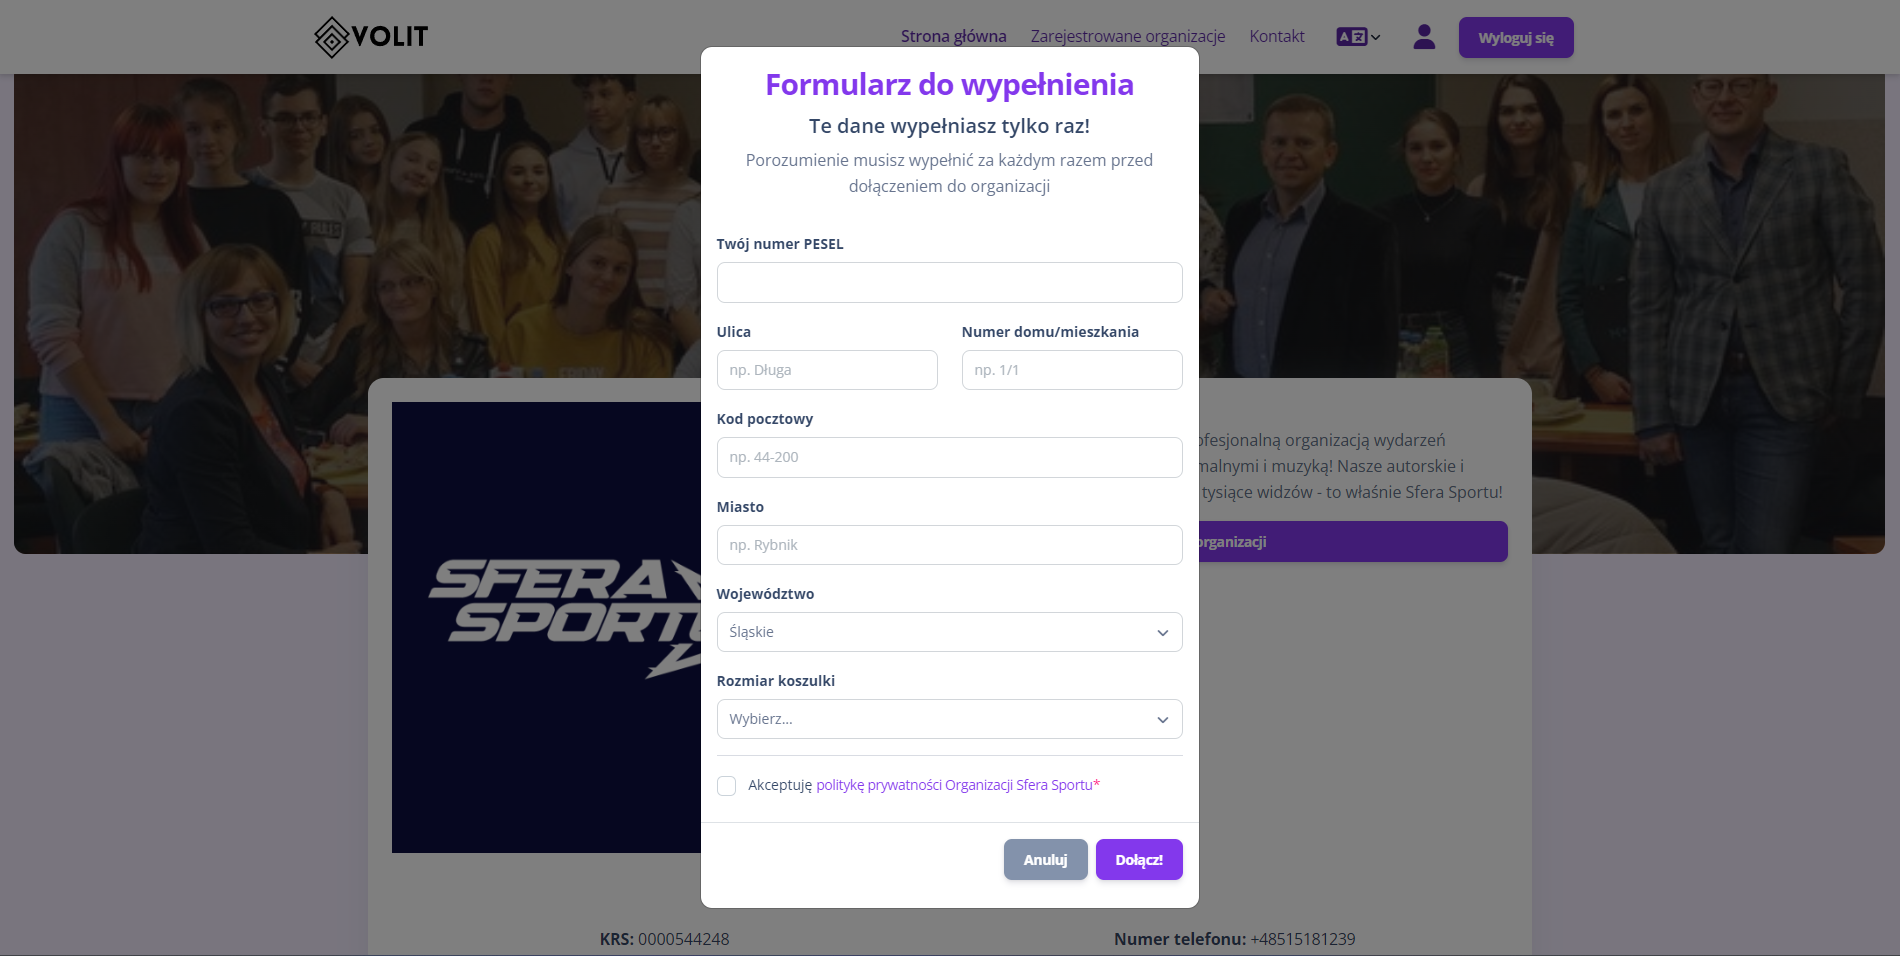 VOLIT
Strona główna
Zarejestrowane organizacje
Kontakt
Wyloguj się
Formularz do wypełnienia
Te dane wypełniasz tylko raz!
Porozumienie musisz wypełnić za każdym razem przed
dołączeniem do organizacji
Twój numer PESEL
Ulica
Numer domu/mieszkania
np. Długa
np. 1/1
Kod pocztowy
np. 44-200
Miasto
np. Rybnik
Województwo
Śląskie
Rozmiar koszulki
Wybierz...
Akceptuję politykę prywatności Organizacji Sfera Sportu*
Anuluj
Dołącz!
SFERA
organizacją wydarzeń
i muzyką! Nasze autorskie i
tysiące widzów - to właśnie Sfera Sportu!
organizacji
KRS: 0000544248
Numer telefonu: +48515181239